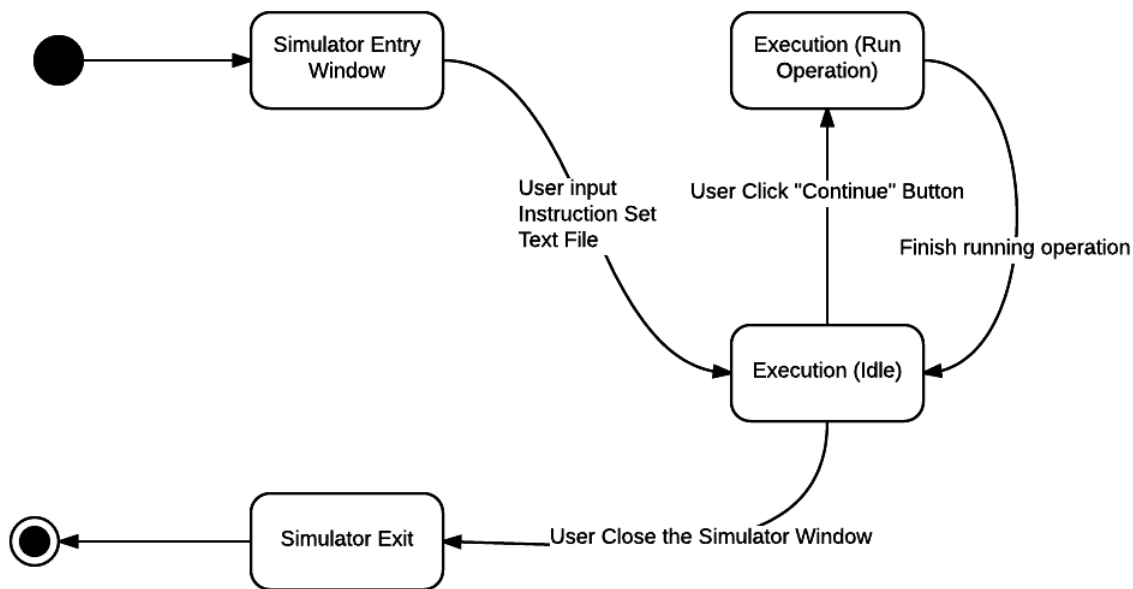 Simulator Entry
Window
Execution (Run
Operation)
User input
Instruction Set
Text File
User Click "Continue" Button
Finish running operation
Execution (Idle)
Simulator Exit
User Close the Simulator Window